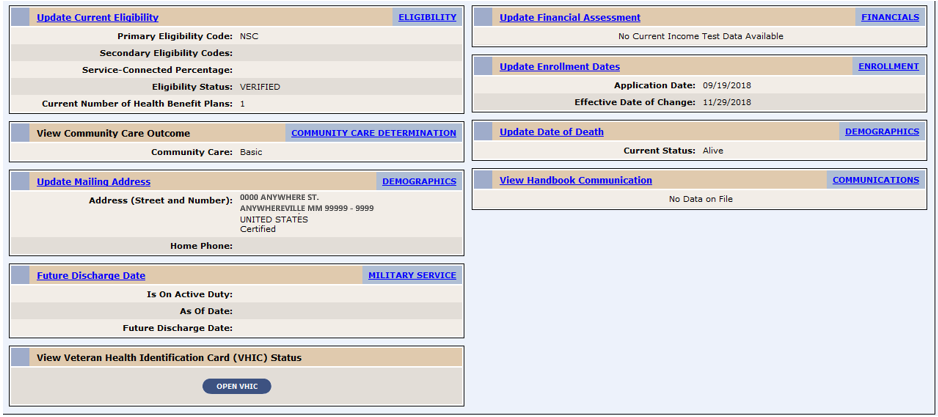 Update Current Eligibility ELIGIBILITY
Primary Eligibility Code: NSC
Secondary Eligibility Codes:
Service-Connected Percentage:
Eligibility Status: VERIFIED
Current Number of Health Benefit Plans: 1
View Community Care Outcome COMMUNITY CARE DETERMINATION
Community Care: Basic
Update Mailing Address DEMOGRAPHICS
Address (Street and Number): 0000 ANYWHERE ST.
ANYWHEREVILLE MM 99999 - 9999
UNITED STATES
Certified
Home Phone:
Future Discharge Date MILITARY SERVICE
Is On Active Duty:
As Of Date:
Future Discharge Date:
View Veteran Health Identification Card (VHIC) Status
OPEN VHIC
Update Financial Assessment FINANCIALS
No Current Income Test Data Available
Update Enrollment Dates ENROLLMENT
Application Date: 09/19/2018
Effective Date of Change: 11/29/2018
Update Date of Death DEMOGRAPHICS
Current Status: Alive
View Handbook Communication COMMUNICATIONS
No Data on File